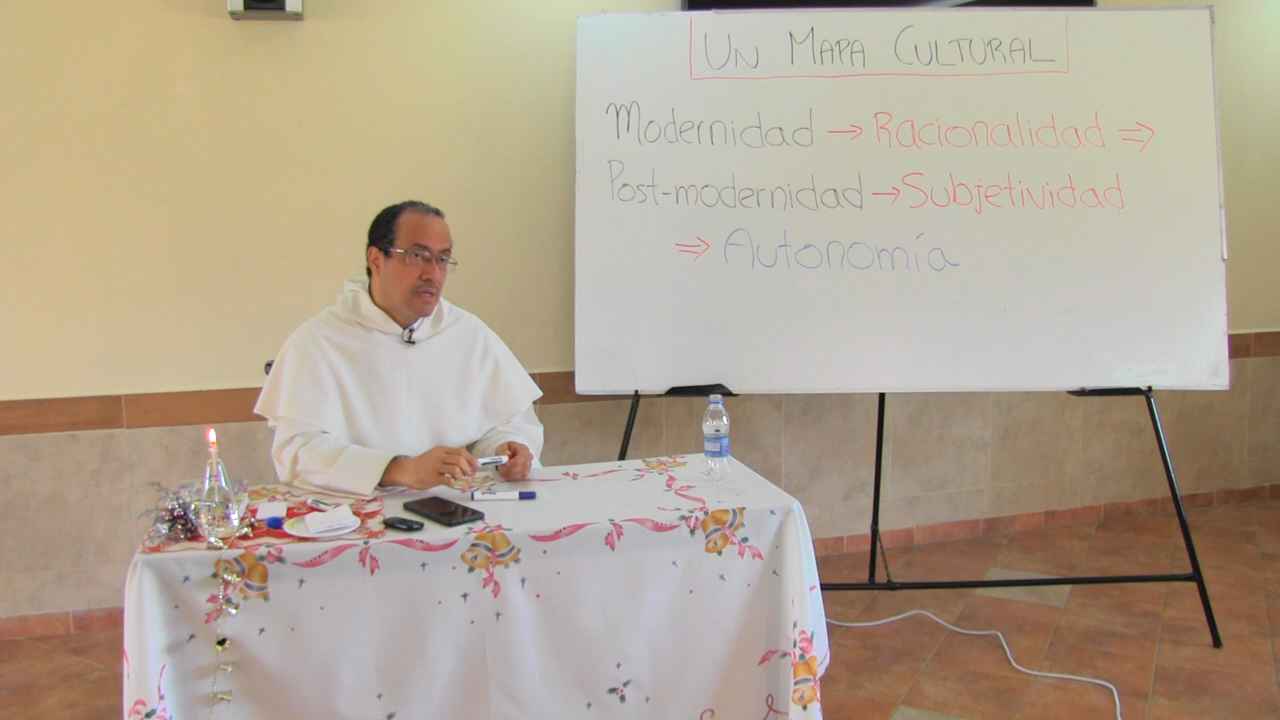 UN MAPA CULTURAL
Modernidad → Racionalidad ⇒
Post-modernidad → Subjetividad
⇒ Autonomía